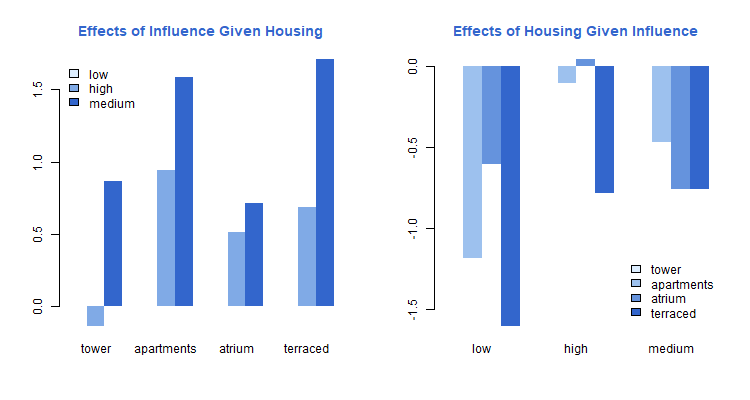 Effects of Influence Given Housing
low
high
medium
1.5
1.0
0.5
0.0
tower apartments atrium terraced
Effects of Housing Given Influence
0.0
-0.5
-1.0
-1.5
tower
apartments
atrium
terraced
low high medium